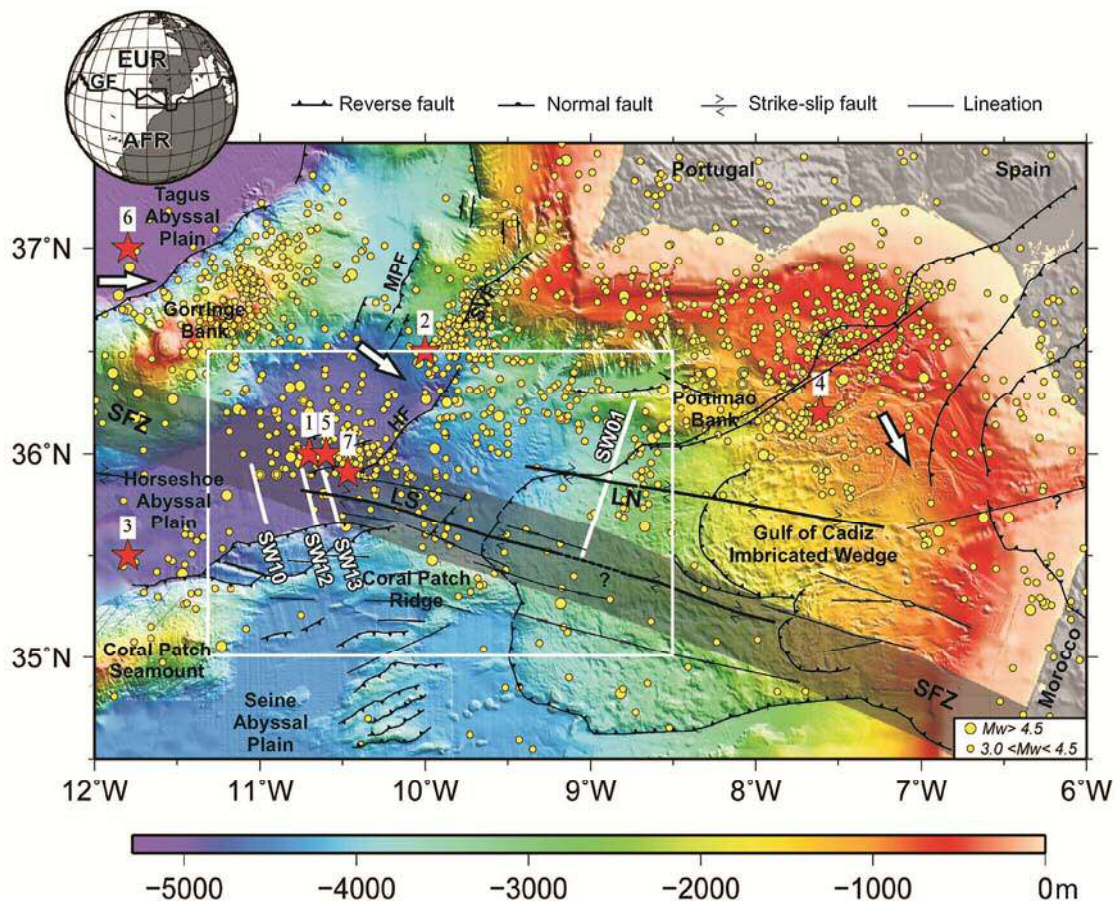 EUR
GF
AFR
Reverse fault
Normal fault
Strike-slip fault
Lineation
Portugal
Spain
Tagus
Abyssal
Plain
6
37°N
MPF
Gorringe
Bank
2
4
SFZ
HF
Portimao
Bank
1 5
7
SW01
36°N
Horseshoe
Abyssal
Plain
LS
LN
?
3
Gulf of Cadiz
Imbricated Wedge
SW10
SW12
SW13
Coral Patch
Ridge
?
35°N
Coral Patch
Seamount
SFZ
Morocco
Seine
Abyssal
Plain
Mw> 4.5
3.0 <Mw< 4.5
12°W
11°W
10°W
9°W
8°W
7°W
6°W
−5000
−4000
−3000
−2000
−1000
0m